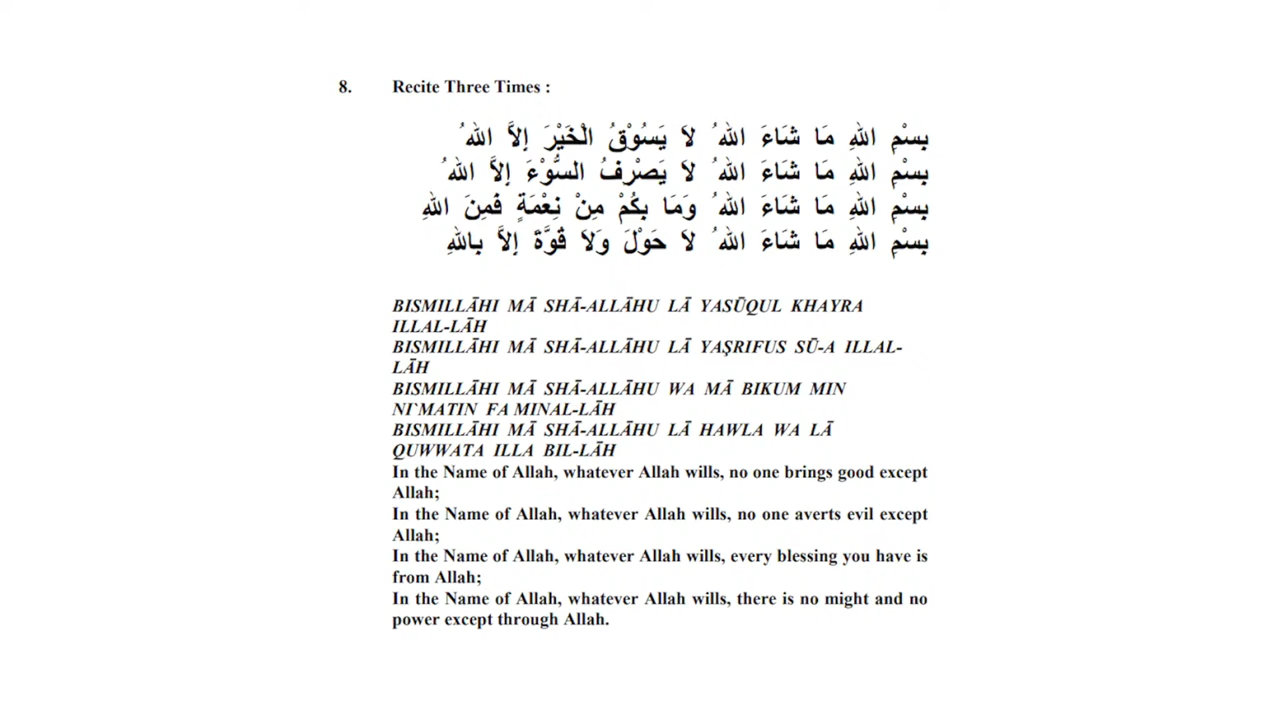 8. Recite Three Times :
بِسْمِ اللهِ مَا شَاءَ اللهُ لَا يَسُوْقُ الْخَيْرَ إِلاَّ اللهُ
بِسْمِ اللهِ مَا شَاءَ اللهُ لَا يَصْرِفُ السُّوْءَ إِلاَّ اللهُ
بِسْمِ اللهِ مَا شَاءَ اللهُ وَمَا بِكُمْ مِنْ نِعْمَةٍ فَمِنَ اللهِ
بِسْمِ اللهِ مَا شَاءَ اللهُ لَا حَوْلَ وَلَا قُوَّةَ إِلاَّ بِاللهِ
BISMILLĀHI MĀ SHĀ-ALLĀHU LĀ YASŪQUL KHAYRA
ILLAL-LĀH
BISMILLĀHI MĀ SHĀ-ALLĀHU LĀ YAŞRIFUS SŪ-A ILLAL-
LĀH
BISMILLĀHI MĀ SHĀ-ALLĀHU WA MĀ BIKUM MIN
NI`MATIN FA MINAL-LĀH
BISMILLĀHI MĀ SHĀ-ALLĀHU LĀ HAWLA WA LĀ
QUWWATA ILLA BIL-LĀH
In the Name of Allah, whatever Allah wills, no one brings good except
Allah;
In the Name of Allah, whatever Allah wills, no one averts evil except
Allah;
In the Name of Allah, whatever Allah wills, every blessing you have is
from Allah;
In the Name of Allah, whatever Allah wills, there is no might and no
power except through Allah.